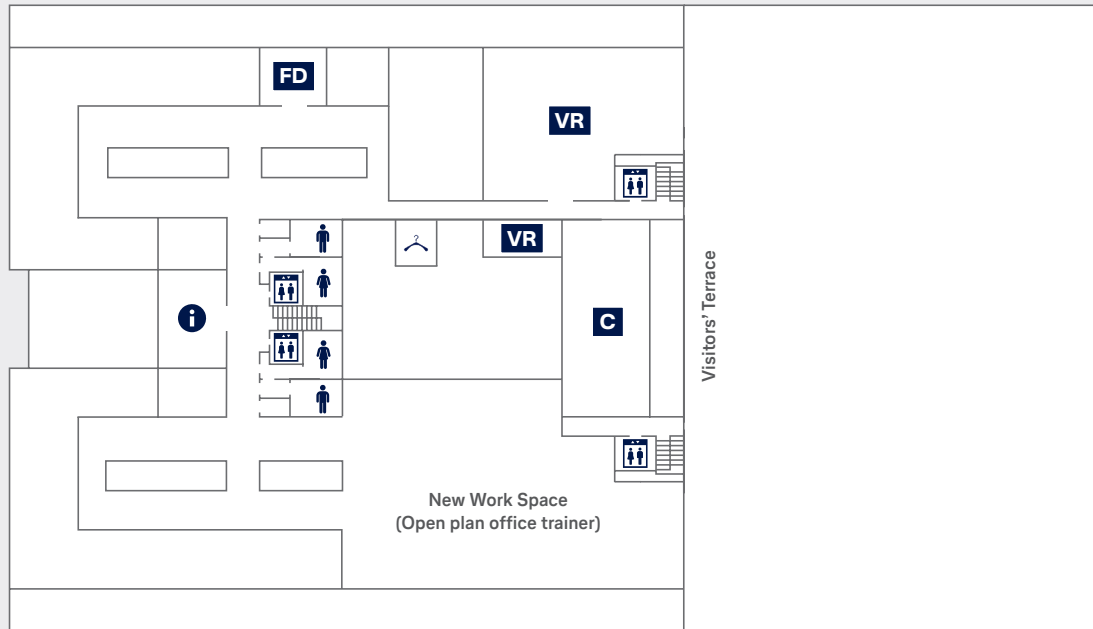 FD
VR
VR
i
C
Visitors’ Terrace
New Work Space
(Open plan office trainer)